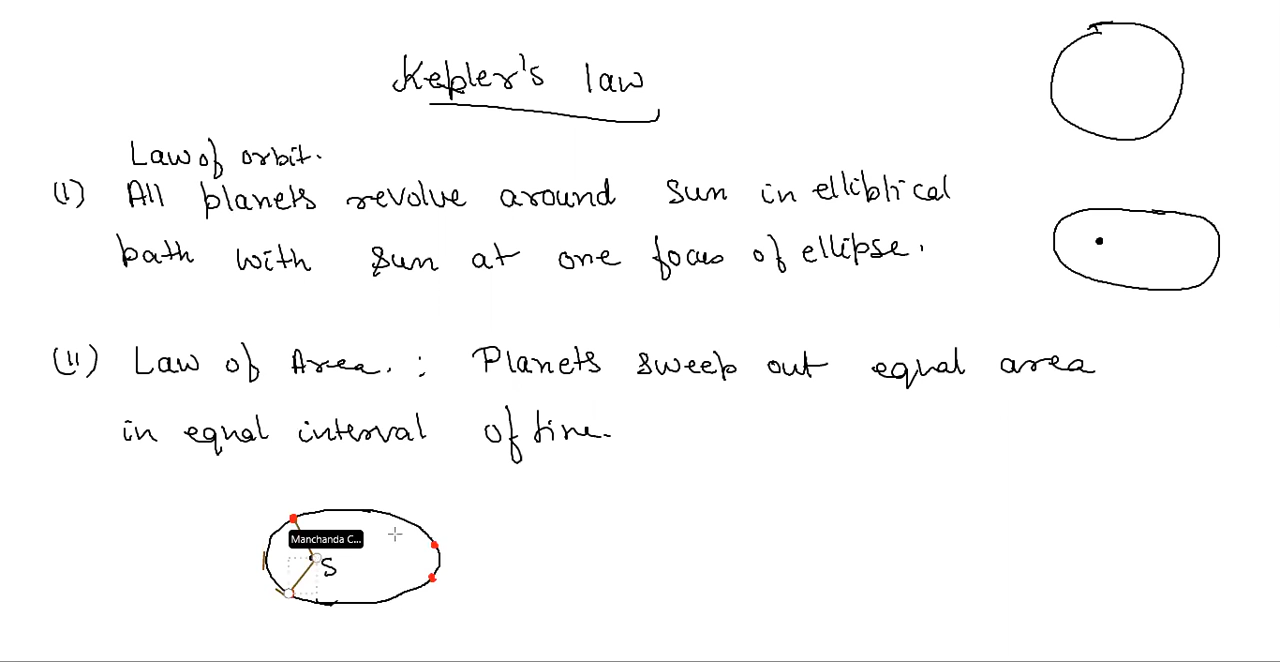 Kepler's law
Law of orbit.
(I) All planets revolve around sun in elliptical
path with sun at one focus of ellipse.
(II) Law of Area. : Planets sweep out equal area
in equal interval of time.
Manchanda C...
S